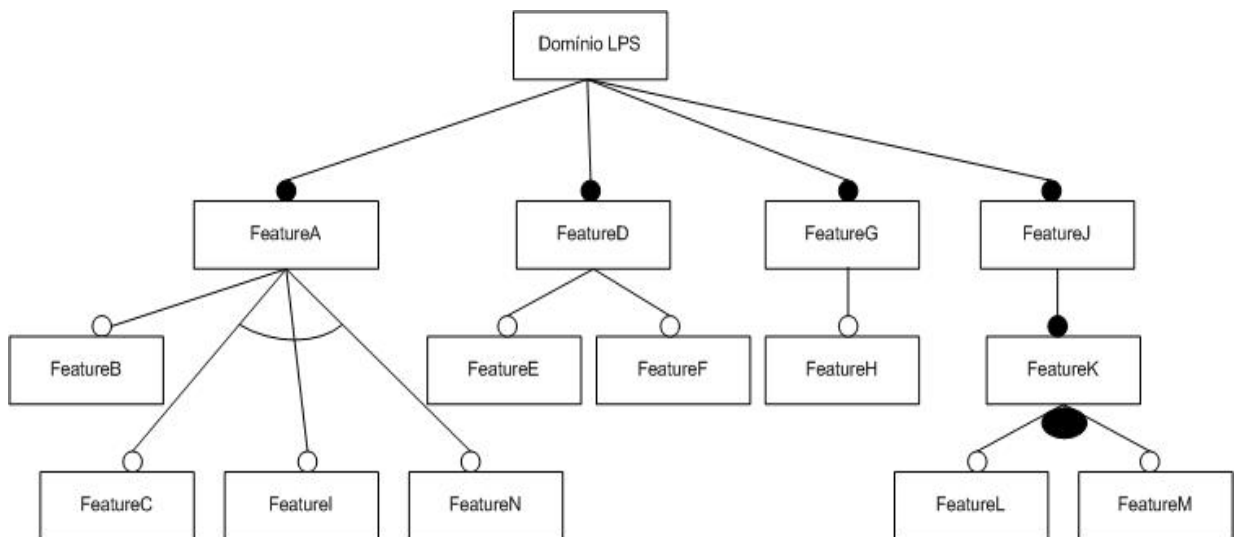 Domínio LPS
FeatureA
FeatureD
FeatureG
FeatureJ
FeatureB
FeatureE
FeatureF
FeatureH
FeatureK
FeatureC
FeatureI
FeatureN
FeatureL
FeatureM